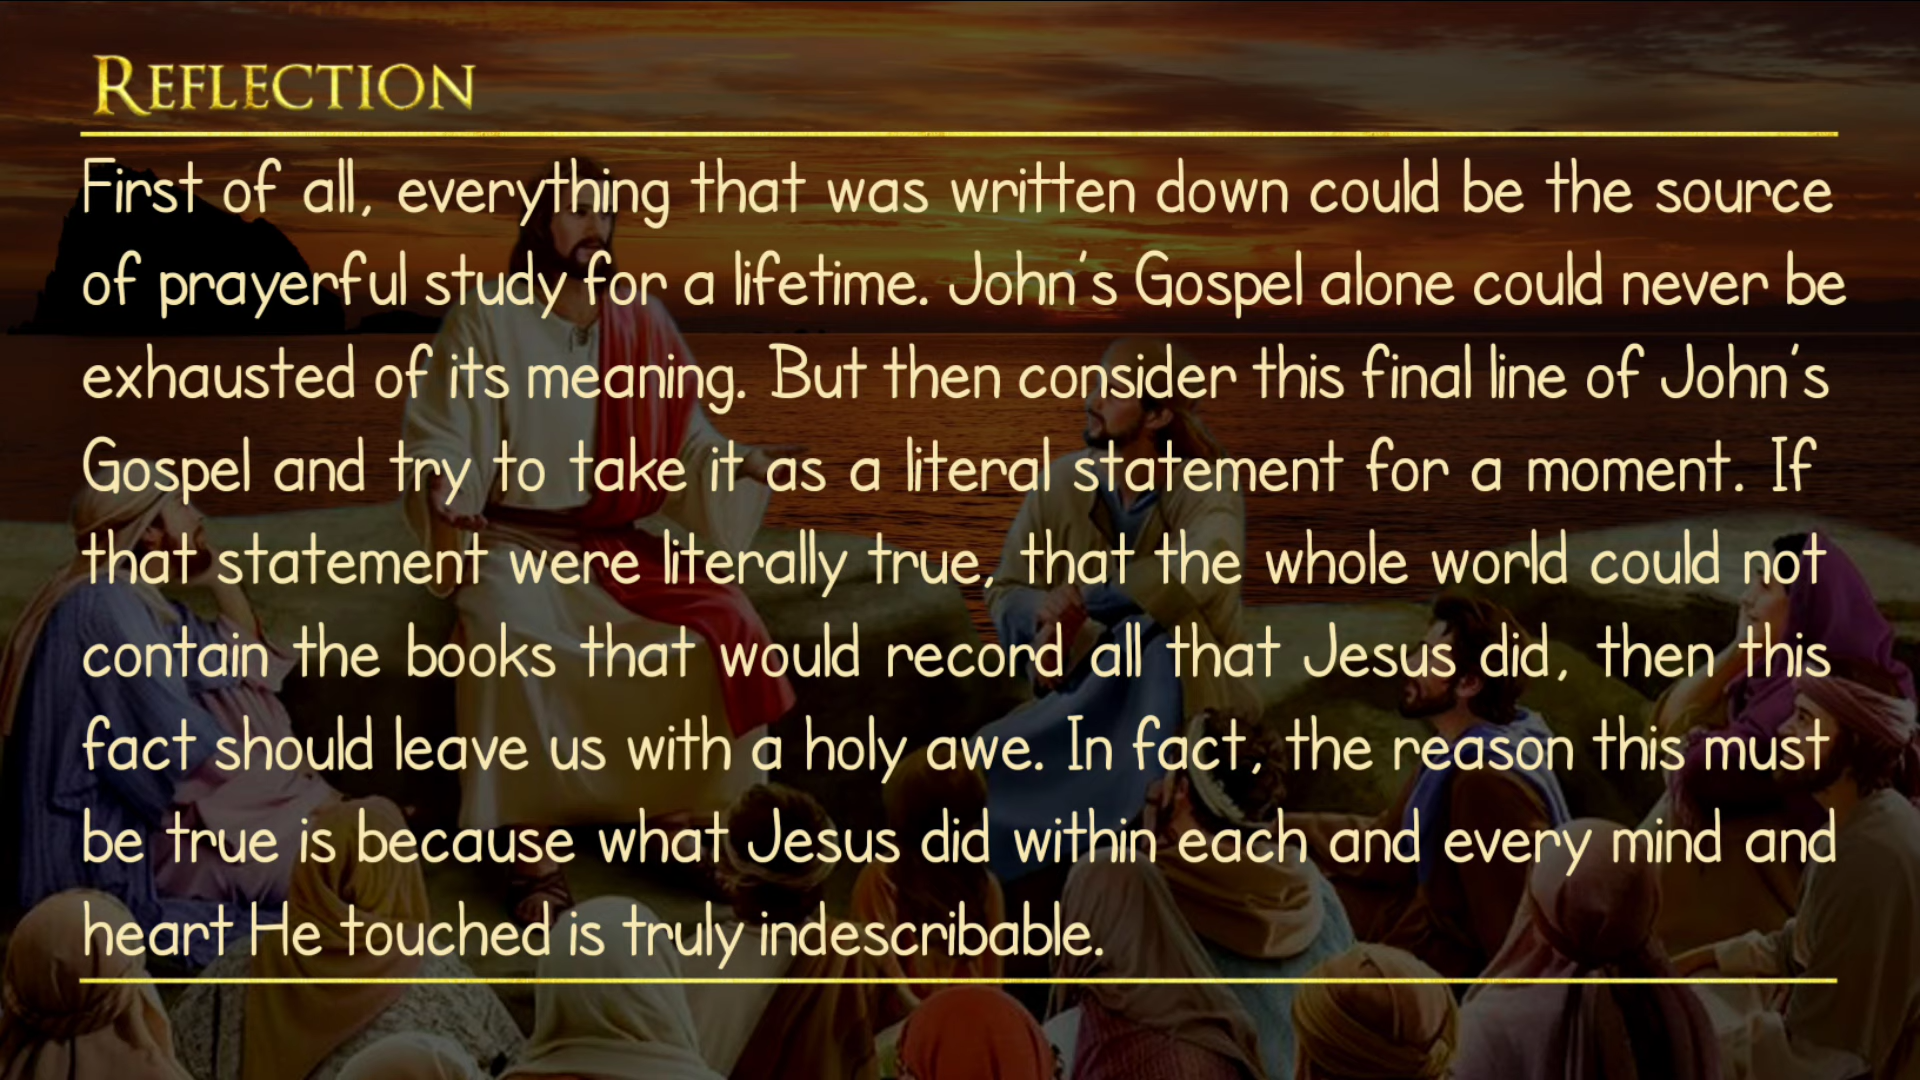 REFLECTION
First of all, everything that was written down could be the source
of prayerful study for a lifetime. John's Gospel alone could never be
exhausted of its meaning. But then consider this final line of John's
Gospel and try to take it as a literal statement for a moment. If
that statement were literally true, that the whole world could not
contain the books that would record all that Jesus did, then this
fact should leave us with a holy awe. In fact, the reason this must
be true is because what Jesus did within each and every mind and
heart He touched is truly indescribable.